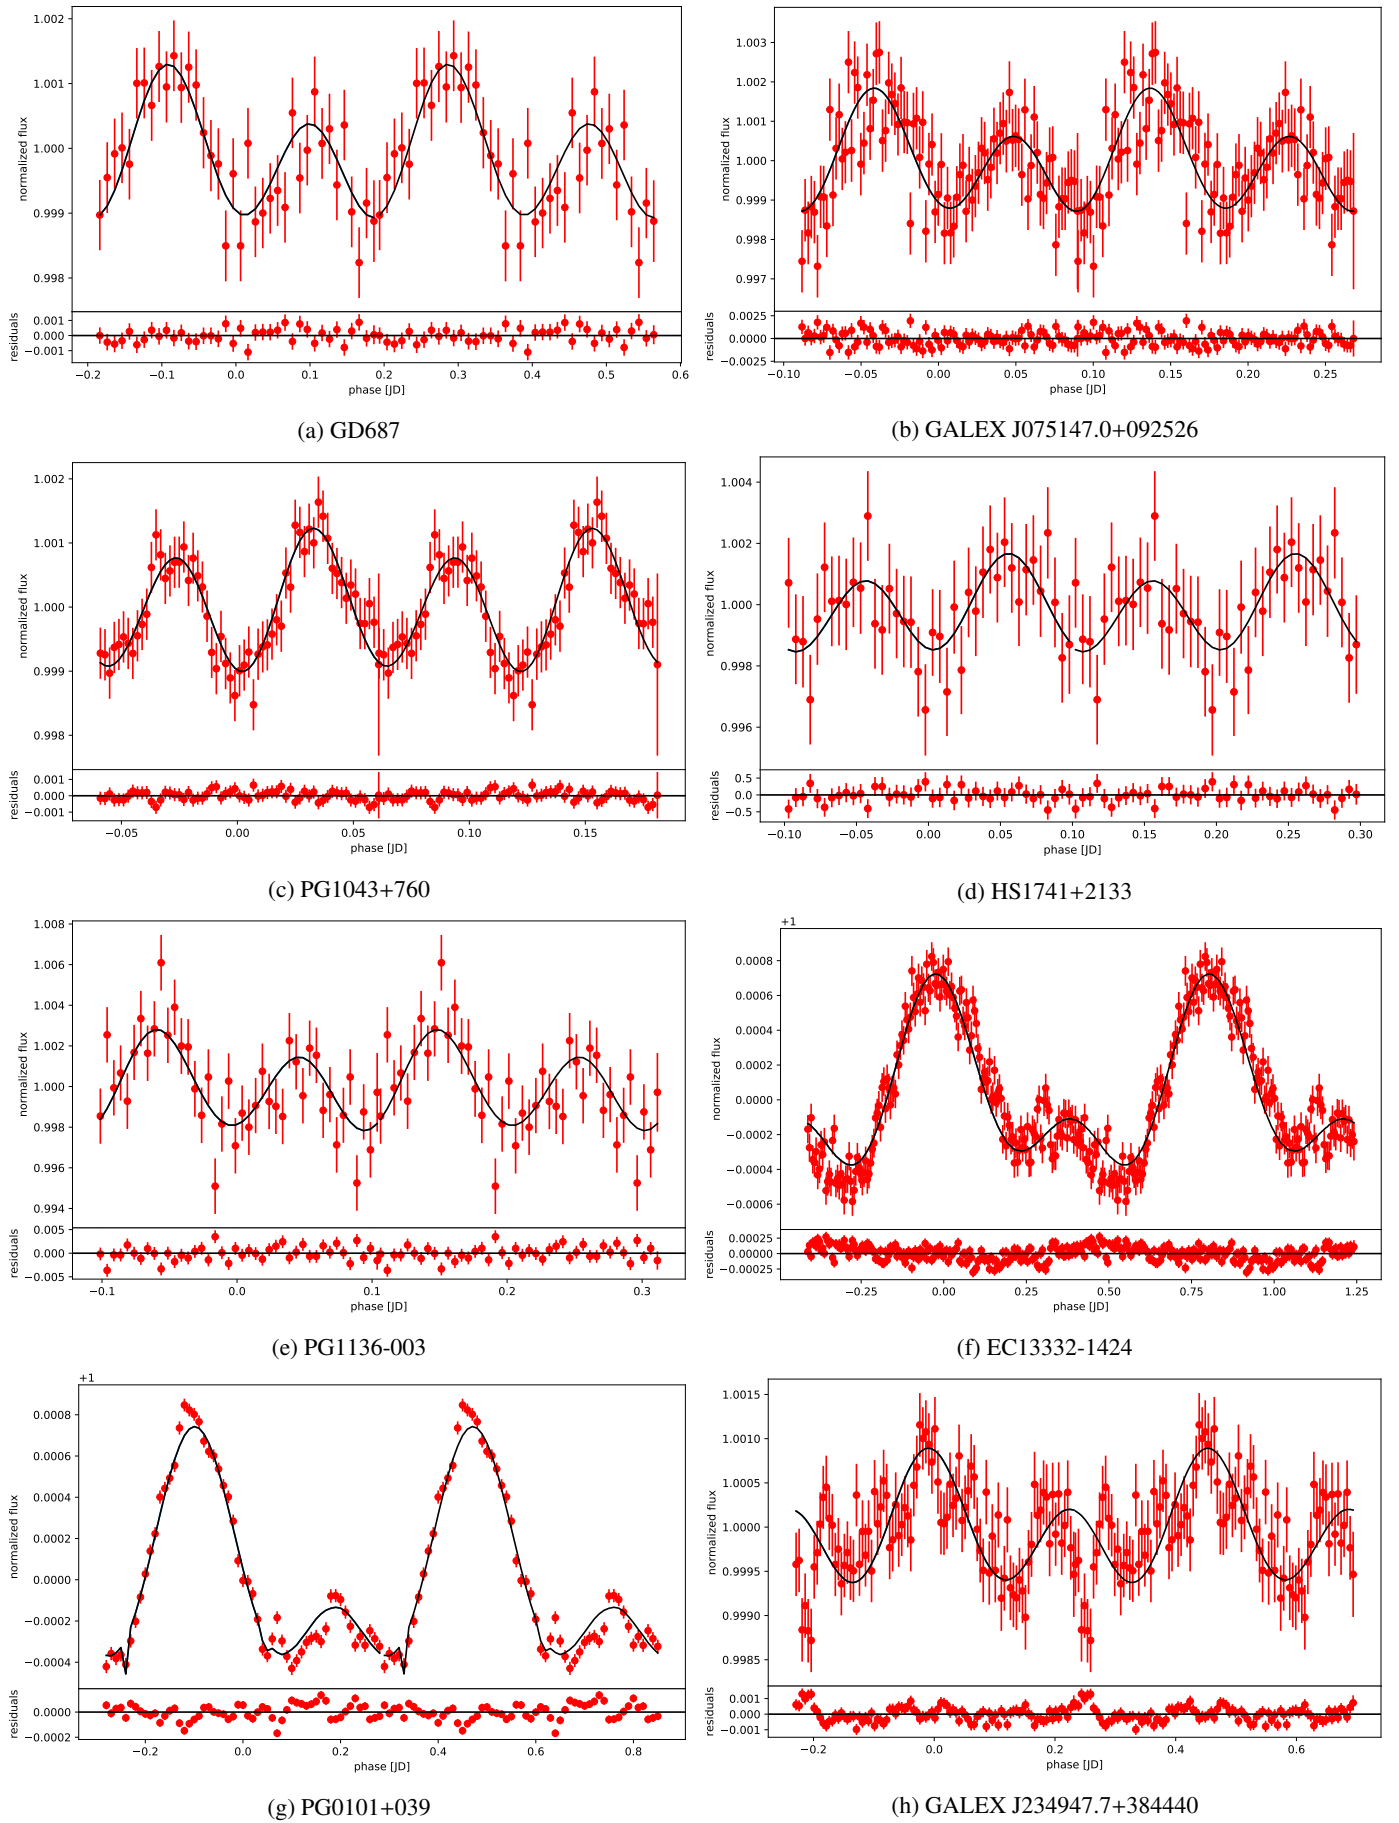 1.002
1.001
1.000
0.999
0.998
normalized flux
0.001
0.000
−0.001
residuals
−0.2 −0.1 0.0 0.1 0.2 0.3 0.4 0.5 0.6
phase [JD]
(a) GD687
1.003
1.002
1.001
1.000
0.999
0.998
0.997
normalized flux
0.0025
0.0000
−0.0025
residuals
−0.10 −0.05 0.00 0.05 0.10 0.15 0.20 0.25
phase [JD]
(b) GALEX J075147.0+092526
1.002
1.001
1.000
0.999
0.998
normalized flux
0.001
0.000
−0.001
residuals
−0.05 0.00 0.05 0.10 0.15
phase [JD]
(c) PG1043+760
1.004
1.002
1.000
0.998
0.996
normalized flux
0.5
0.0
−0.5
residuals
−0.10 −0.05 0.00 0.05 0.10 0.15 0.20 0.25 0.30
phase [JD]
(d) HS1741+2133
1.008
1.006
1.004
1.002
1.000
0.998
0.996
0.994
normalized flux
0.005
0.000
−0.005
residuals
−0.1 0.0 0.1 0.2 0.3
phase [JD]
(e) PG1136-003
+1
0.0008
0.0006
0.0004
0.0002
0.0000
−0.0002
−0.0004
−0.0006
normalized flux
0.00025
0.00000
−0.00025
residuals
−0.25 0.00 0.25 0.50 0.75 1.00 1.25
phase [JD]
(f) EC13332-1424
+1
0.0008
0.0006
0.0004
0.0002
0.0000
−0.0002
−0.0004
normalized flux
0.0000
−0.0002
residuals
−0.2 0.0 0.2 0.4 0.6 0.8
phase [JD]
(g) PG0101+039
1.0015
1.0010
1.0005
1.0000
0.9995
0.9990
0.9985
normalized flux
0.001
0.000
−0.001
residuals
−0.2 0.0 0.2 0.4 0.6
phase [JD]
(h) GALEX J234947.7+384440